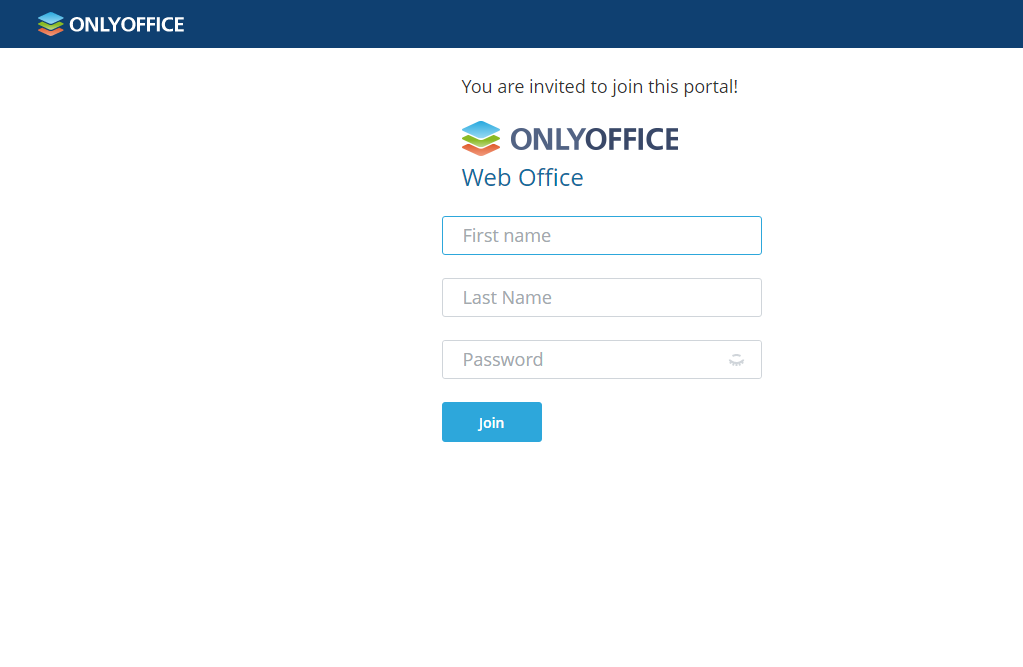 ONLYOFFICE
You are invited to join this portal!
ONLYOFFICE
Web Office
First name
Last Name
Password
Join